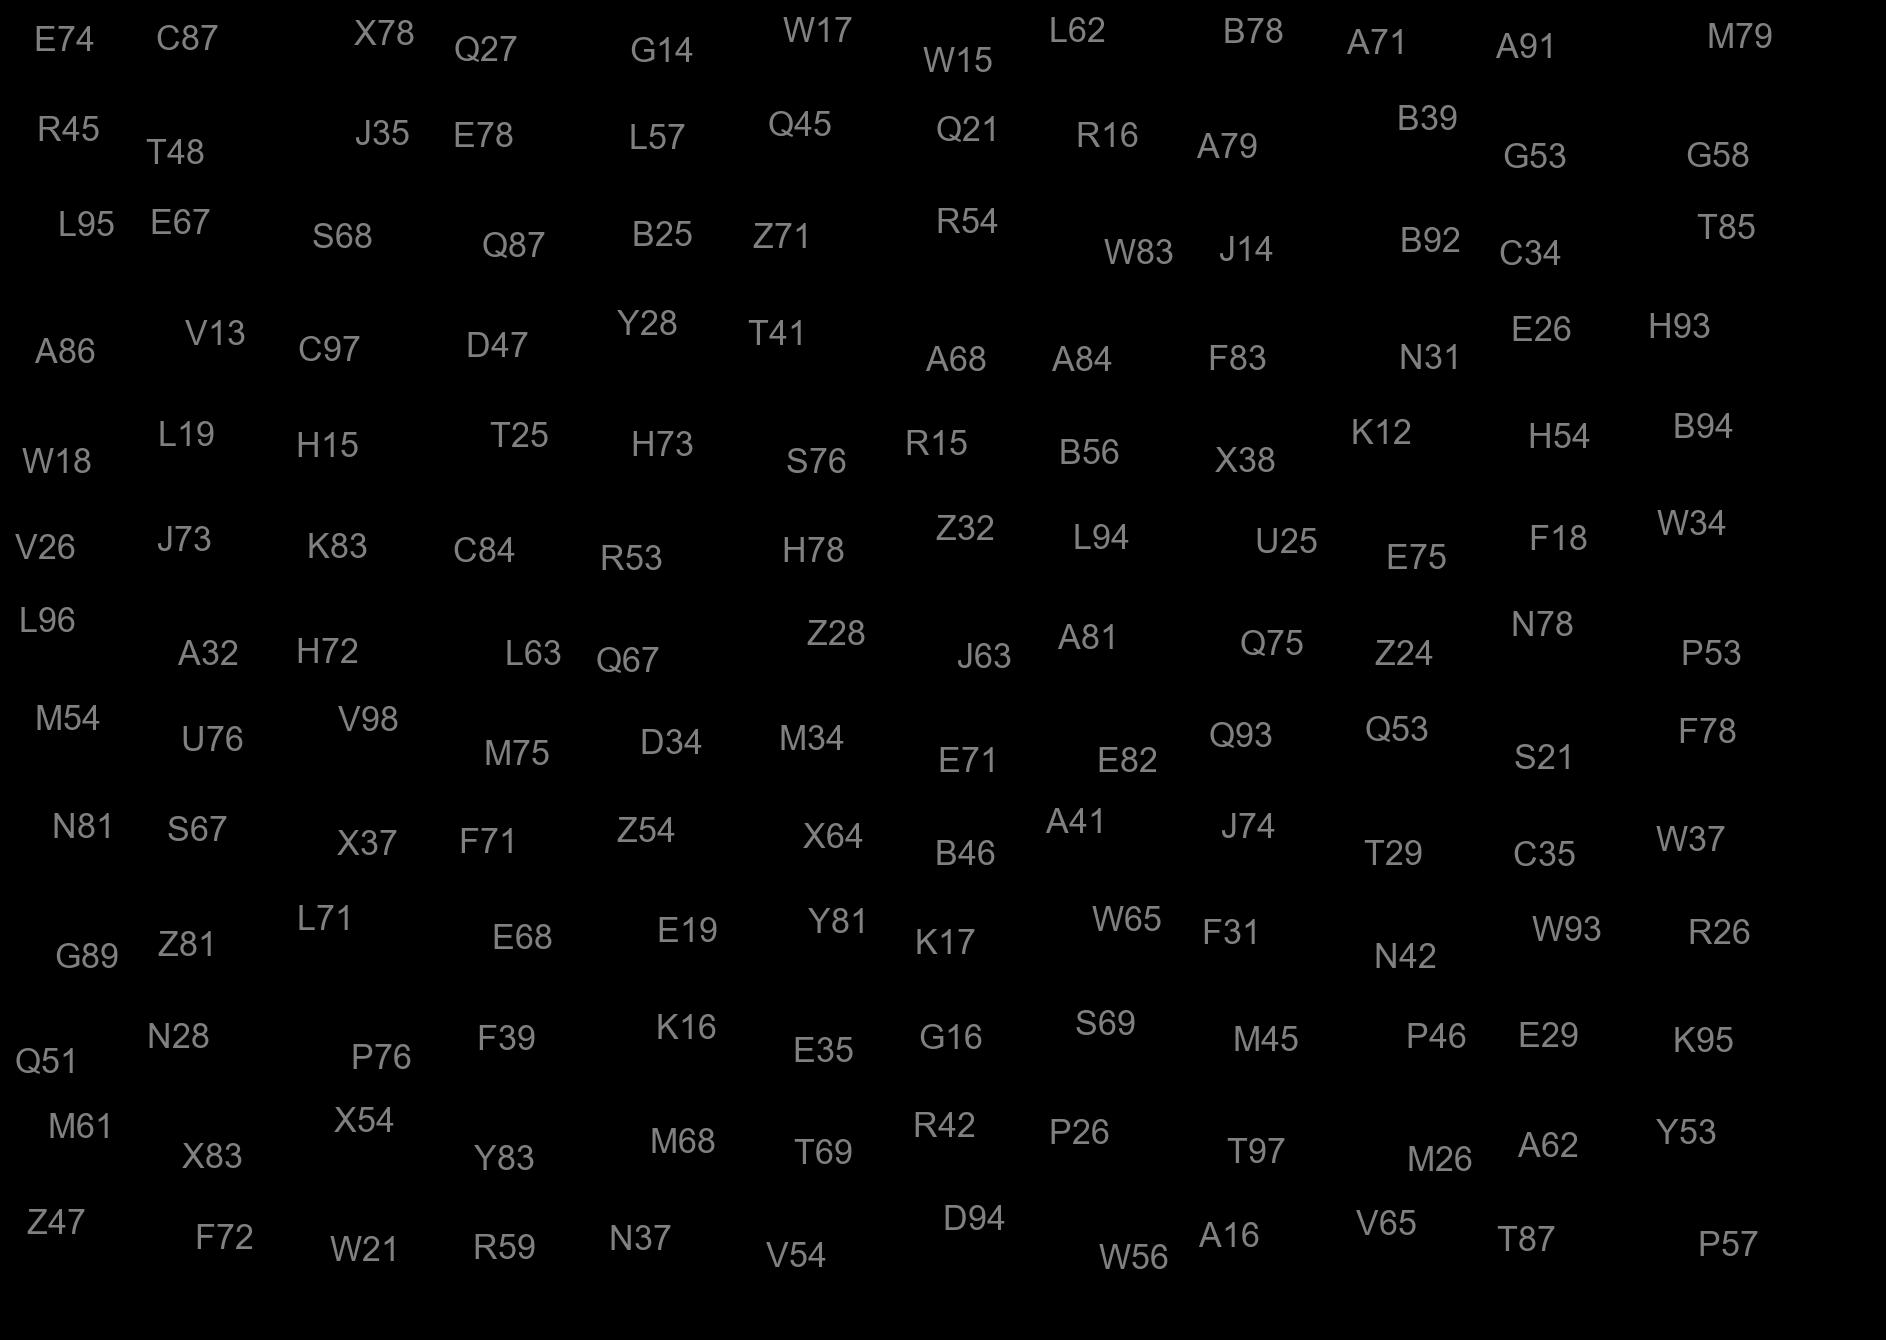 E74 C87 X78 Q27 G14 W17 W15 L62 B78 A71 A91 M79
R45 T48 J35 E78 L57 Q45 Q21 R16 A79 B39 G53 G58
L95 E67 S68 Q87 B25 Z71 R54 W83 J14 B92 C34 T85
A86 V13 C97 D47 Y28 T41 A68 A84 F83 N31 E26 H93
W18 L19 H15 T25 H73 S76 R15 B56 X38 K12 H54 B94
V26 J73 K83 C84 R53 H78 Z32 L94 U25 E75 F18 W34
L96 A32 H72 L63 Q67 Z28 J63 A81 Q75 Z24 N78 P53
M54 U76 V98 M75 D34 M34 E71 E82 Q93 Q53 S21 F78
N81 S67 X37 F71 Z54 X64 B46 A41 J74 T29 C35 W37
G89 Z81 L71 E68 E19 Y81 K17 W65 F31 N42 W93 R26
Q51 N28 P76 F39 K16 E35 G16 S69 M45 P46 E29 K95
M61 X83 X54 Y83 M68 T69 R42 P26 T97 M26 A62 Y53
Z47 F72 W21 R59 N37 V54 D94 W56 A16 V65 T87 P57